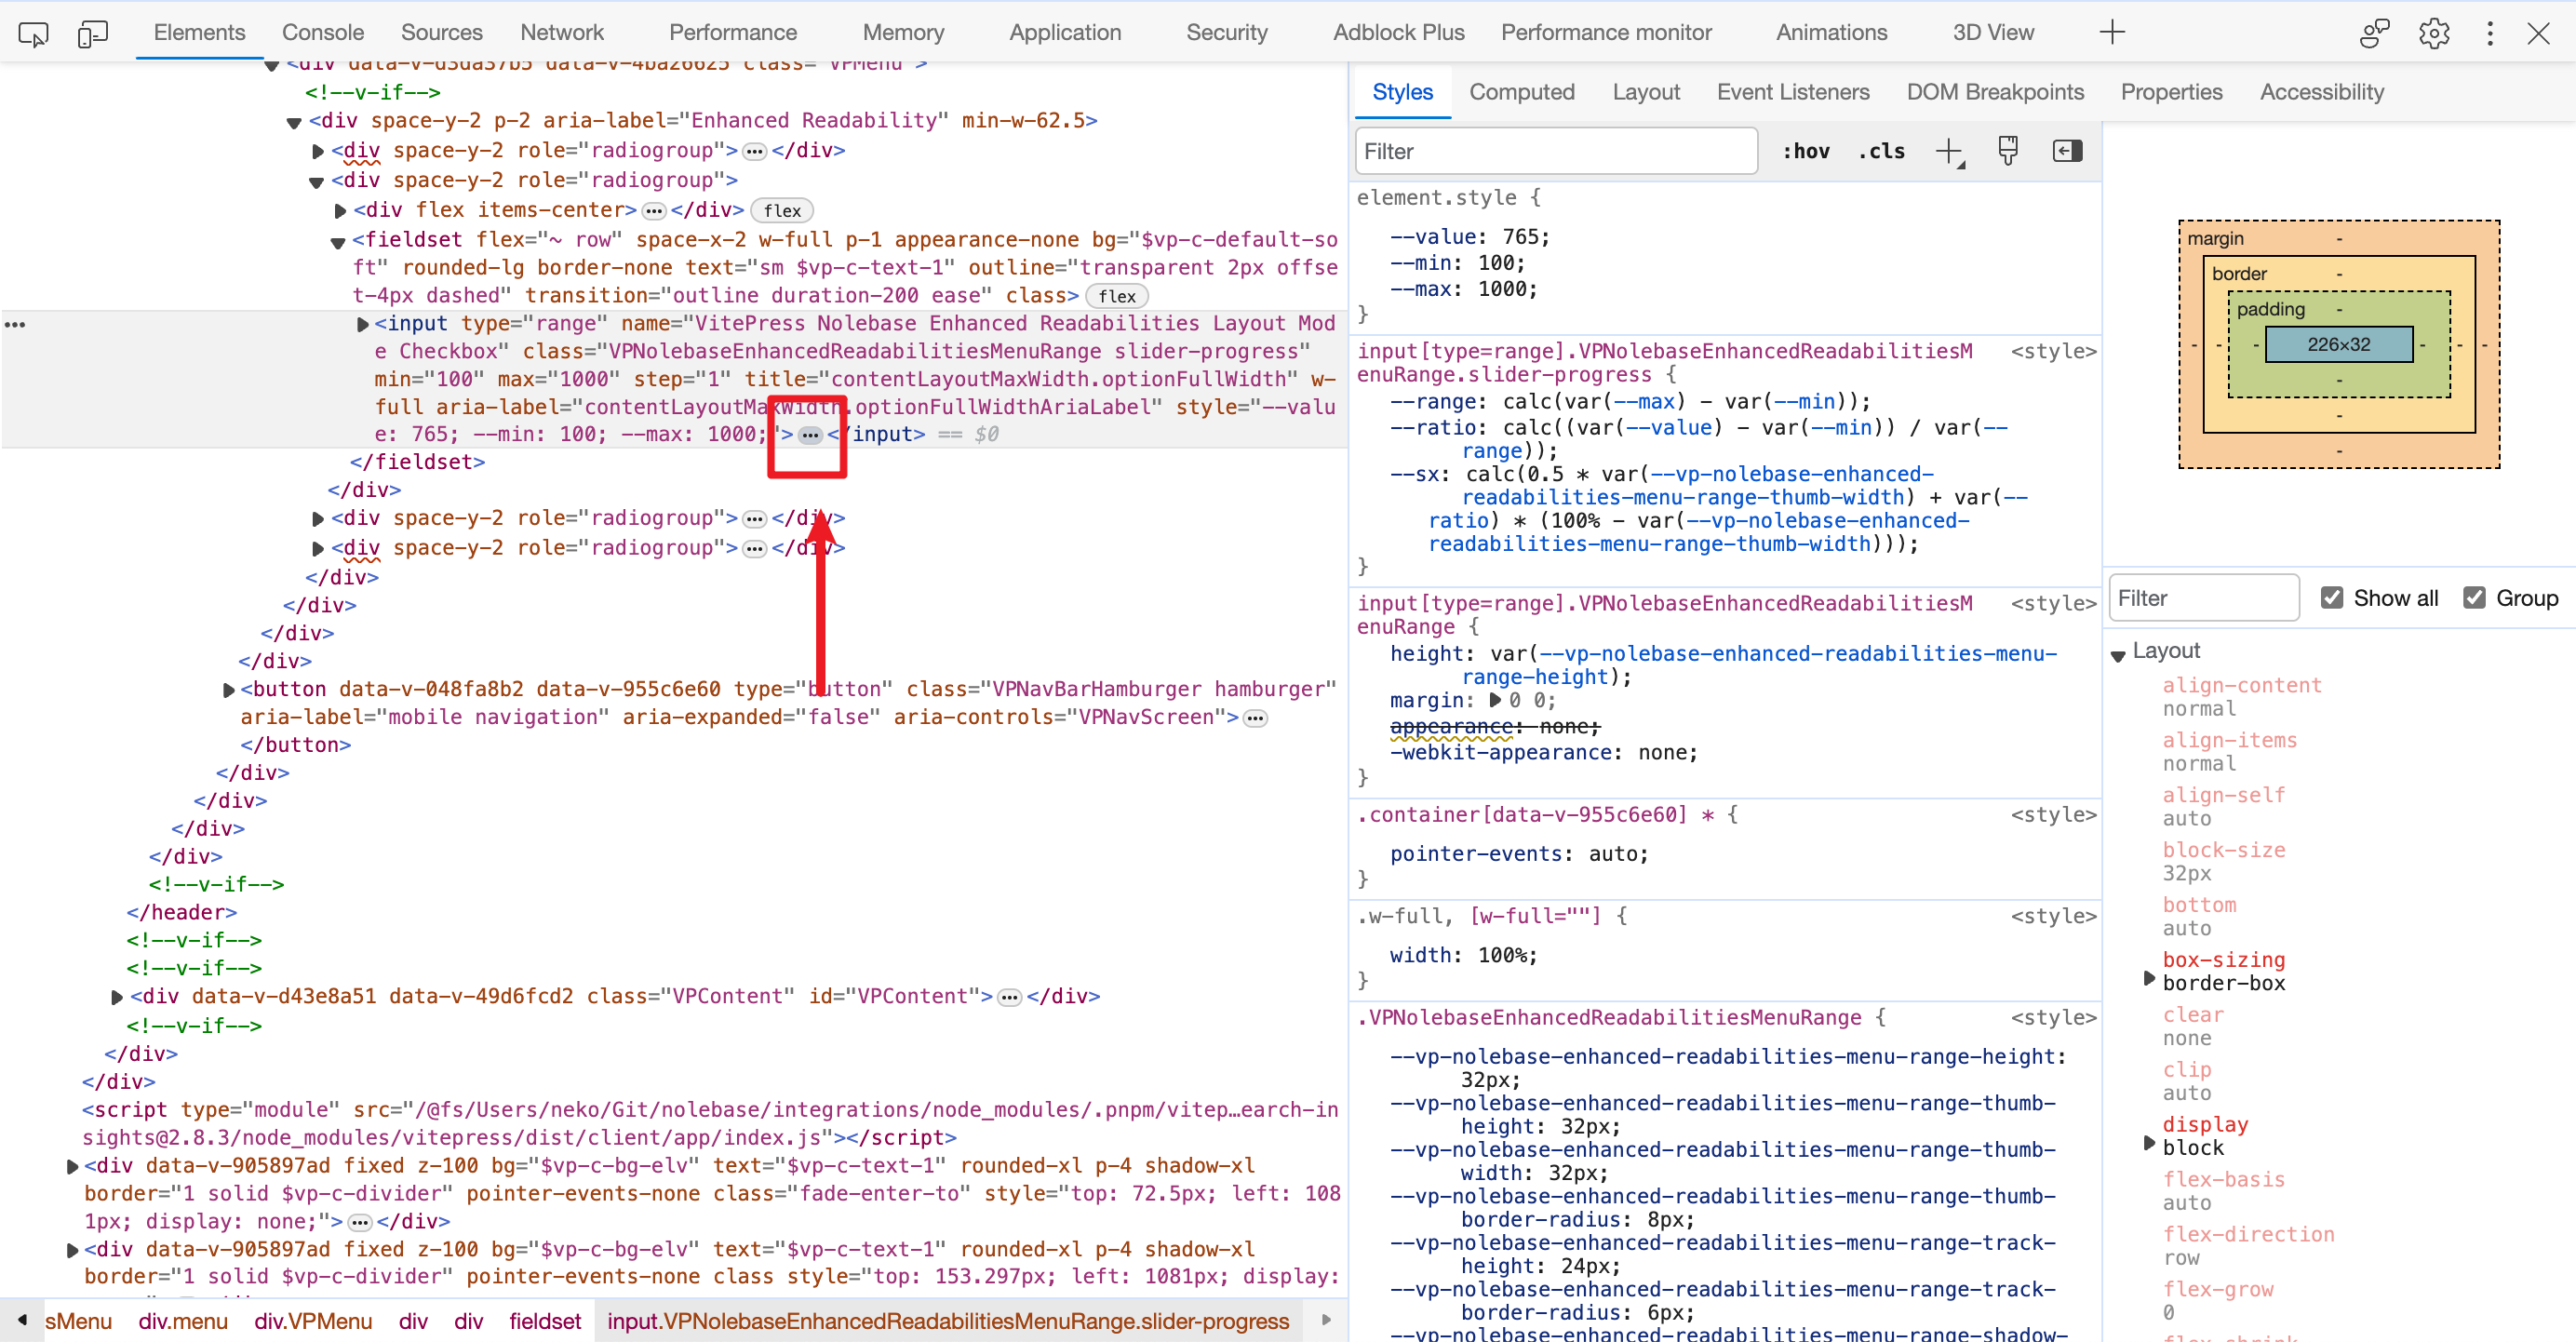 Elements Console Sources Network Performance Memory Application Security Adblock Plus Performance monitor Animations 3D View
<div data-v-d3da37b5 data-v-4ba26625 class="VPMenu">
<!--v-if-->
<div space-y-2 p-2 aria-label="Enhanced Readability" min-w-62.5>
<div space-y-2 role="radiogroup">…</div>
<div space-y-2 role="radiogroup">
<div flex items-center>…</div> flex
<fieldset flex="~ row" space-x-2 w-full p-1 appearance-none bg="$vp-c-default-so
ft" rounded-lg border-none text="sm $vp-c-text-1" outline="transparent 2px offse
t-4px dashed" transition="outline duration-200 ease" class> flex
<input type="range" name="VitePress Nolebase Enhanced Readabilities Layout Mod
e Checkbox" class="VPNolebaseEnhancedReadabilitiesMenuRange slider-progress"
min="100" max="1000" step="1" title="contentLayoutMaxWidth.optionFullWidth" w-
full aria-label="contentLayoutMaxWidth.optionFullWidthAriaLabel" style="--valu
e: 765; --min: 100; --max: 1000;">…</input> == $0
</fieldset>
</div>
<div space-y-2 role="radiogroup">…</div>
<div space-y-2 role="radiogroup">…</div>
</div>
</div>
</div>
</div>
<button data-v-048fa8b2 data-v-955c6e60 type="button" class="VPNavBarHamburger hamburger"
aria-label="mobile navigation" aria-expanded="false" aria-controls="VPNavScreen">…
</button>
</div>
</div>
</div>
</div>
<!--v-if-->
</header>
<!--v-if-->
<!--v-if-->
<div data-v-d43e8a51 data-v-49d6fcd2 class="VPContent" id="VPContent">…</div>
<!--v-if-->
</div>
</div>
<script type="module" src="/@fs/Users/neko/Git/nolebase/integrations/node_modules/.pnpm/vitep…earch-in
sights@2.8.3/node_modules/vitepress/dist/client/app/index.js"></script>
<div data-v-905897ad fixed z-100 bg="$vp-c-bg-elv" text="$vp-c-text-1" rounded-xl p-4 shadow-xl
border="1 solid $vp-c-divider" pointer-events-none class="fade-enter-to" style="top: 72.5px; left: 108
1px; display: none;">…</div>
<div data-v-905897ad fixed z-100 bg="$vp-c-bg-elv" text="$vp-c-text-1" rounded-xl p-4 shadow-xl
border="1 solid $vp-c-divider" pointer-events-none class style="top: 153.297px; left: 1081px; display:
sMenu div.menu div.VPMenu div div fieldset input.VPNolebaseEnhancedReadabilitiesMenuRange.slider-progress
Styles Computed Layout Event Listeners DOM Breakpoints Properties Accessibility
Filter :hov .cls
element.style {
--value: 765;
--min: 100;
--max: 1000;
}
input[type=range].VPNolebaseEnhancedReadabilitiesM <style>
enuRange.slider-progress {
--range: calc(var(--max) - var(--min));
--ratio: calc((var(--value) - var(--min)) / var(--
range));
--sx: calc(0.5 * var(--vp-nolebase-enhanced-
readabilities-menu-range-thumb-width) + var(--
ratio) * (100% - var(--vp-nolebase-enhanced-
readabilities-menu-range-thumb-width)));
}
input[type=range].VPNolebaseEnhancedReadabilitiesM <style>
enuRange {
height: var(--vp-nolebase-enhanced-readabilities-menu-
range-height);
margin: 0 0;
appearance: none;
-webkit-appearance: none;
}
.container[data-v-955c6e60] * { <style>
pointer-events: auto;
}
.w-full, [w-full=""] { <style>
width: 100%;
}
.VPNolebaseEnhancedReadabilitiesMenuRange { <style>
--vp-nolebase-enhanced-readabilities-menu-range-height:
32px;
--vp-nolebase-enhanced-readabilities-menu-range-thumb-
height: 32px;
--vp-nolebase-enhanced-readabilities-menu-range-thumb-
width: 32px;
--vp-nolebase-enhanced-readabilities-menu-range-thumb-
border-radius: 8px;
--vp-nolebase-enhanced-readabilities-menu-range-track-
height: 24px;
--vp-nolebase-enhanced-readabilities-menu-range-track-
border-radius: 6px;
--vp-nolebase-enhanced-readabilities-menu-range-shadow-
margin -
border -
padding -
- - - 226×32 - - -
-
-
-
Filter Show all Group
Layout
align-content
normal
align-items
normal
align-self
auto
block-size
32px
bottom
auto
box-sizing
border-box
clear
none
clip
auto
display
block
flex-basis
auto
flex-direction
row
flex-grow
0
flex-shrink